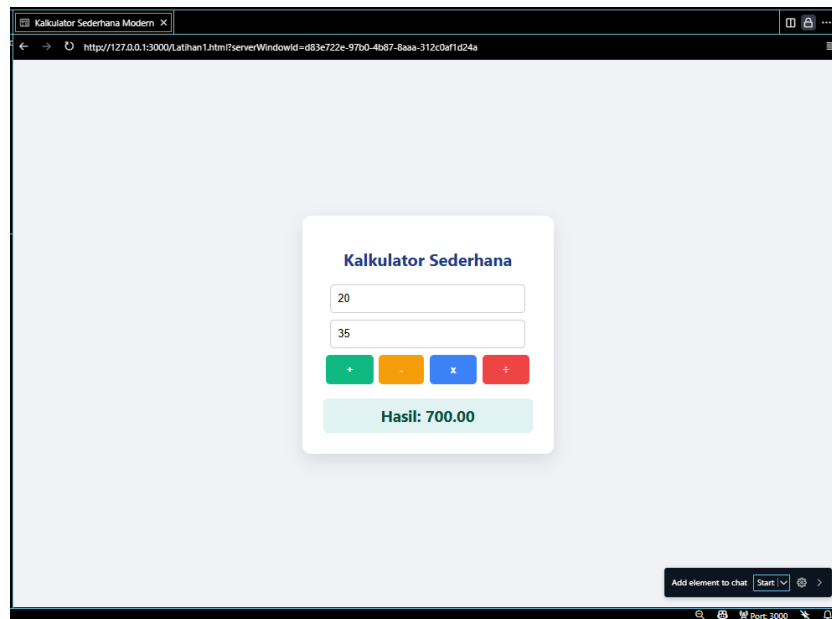 Kalkulator Sederhana Modern
http://127.0.0.1:3000/Latihan1.html?serverWindowId=d83e722e-97b0-4b87-8aaa-312c0af1d24a
Kalkulator Sederhana
20
35
+ - x ÷
Hasil: 700.00
Add element to chat Start
Port: 3000